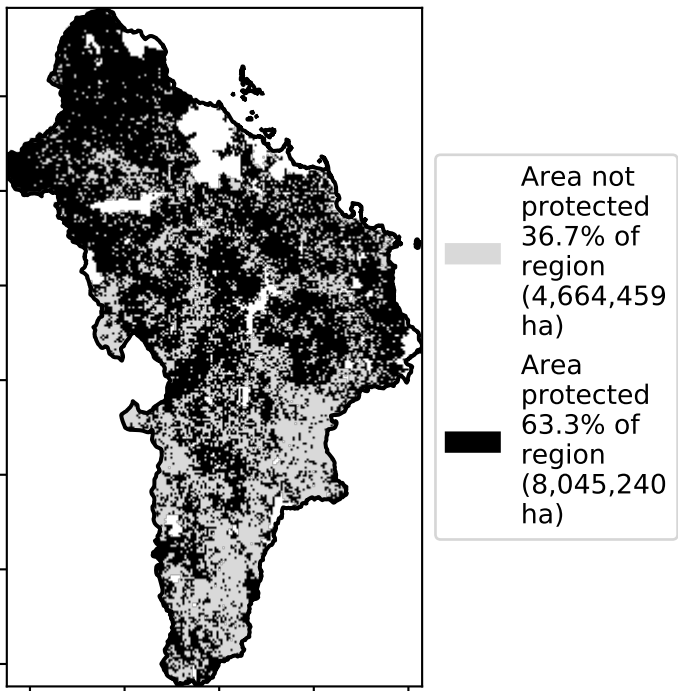 Area not
protected
36.7% of
region
(4,664,459
ha)
Area
protected
63.3% of
region
(8,045,240
ha)